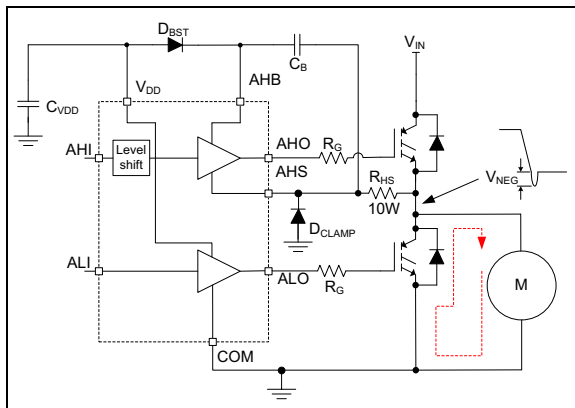 DBST
CB
VIN
VDD
AHB
CVDD
AHI
Level
shift
AHO
RG
AHS
RHS
10W
VNEG
DCLAMP
ALI
ALO
RG
M
COM